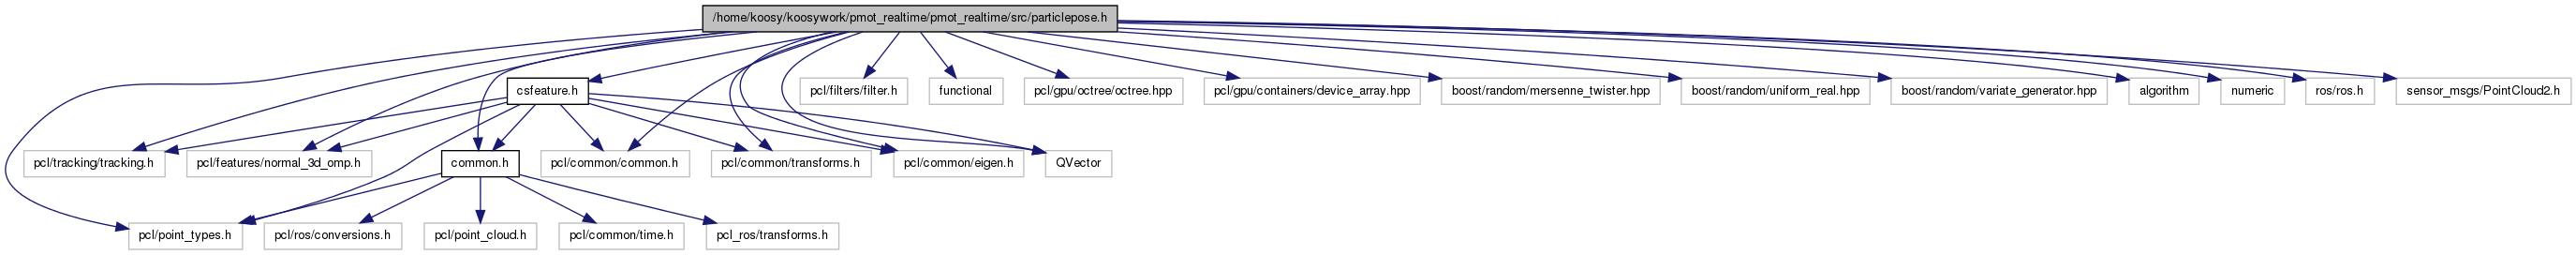 /home/koosy/koosywork/pmot_realtime/pmot_realtime/src/particlepose.h
csfeature.h
pcl/filters/filter.h
functional
pcl/gpu/octree/octree.hpp
pcl/gpu/containers/device_array.hpp
boost/random/mersenne_twister.hpp
boost/random/uniform_real.hpp
boost/random/variate_generator.hpp
algorithm
numeric
ros/ros.h
sensor_msgs/PointCloud2.h
pcl/tracking/tracking.h
pcl/features/normal_3d_omp.h
common.h
pcl/common/common.h
pcl/common/transforms.h
pcl/common/eigen.h
QVector
pcl/point_types.h
pcl/ros/conversions.h
pcl/point_cloud.h
pcl/common/time.h
pcl_ros/transforms.h